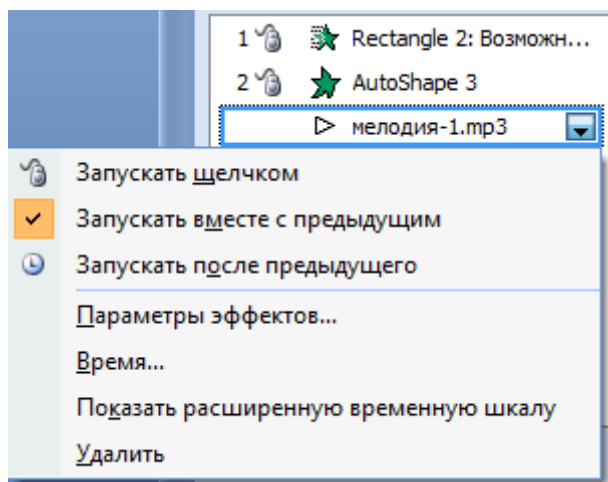 1 Rectangle 2: Возможн...
2 AutoShape 3
мелодия-1.mp3
Запускать щелчком
Запускать вместе с предыдущим
Запускать после предыдущего
Параметры эффектов...
Время...
Показать расширенную временную шкалу
Удалить